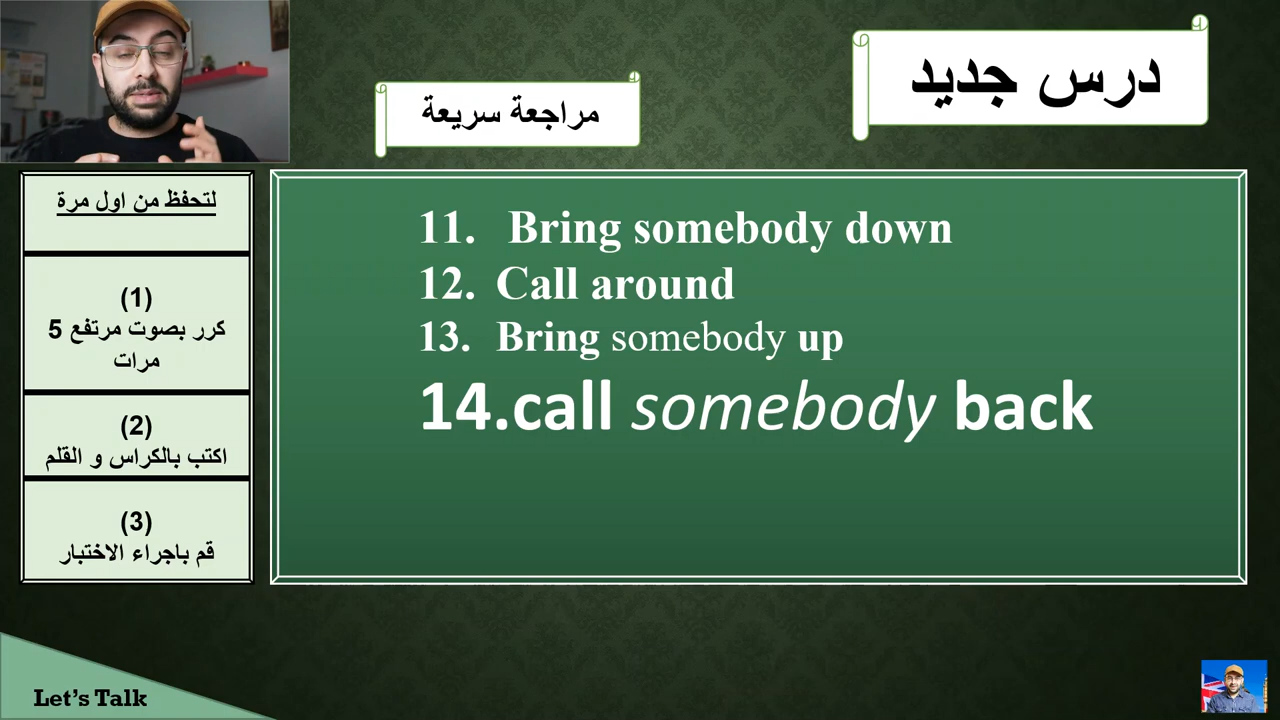 درس جديد
مراجعة سريعة
لتحفظ من اول مرة
(1)
كرر بصوت مرتفع 5
مرات
(2)
اكتب بالكراس و القلم
(3)
قم باجراء الاختبار
11. Bring somebody down
12. Call around
13. Bring somebody up
14.call somebody back
Let's Talk